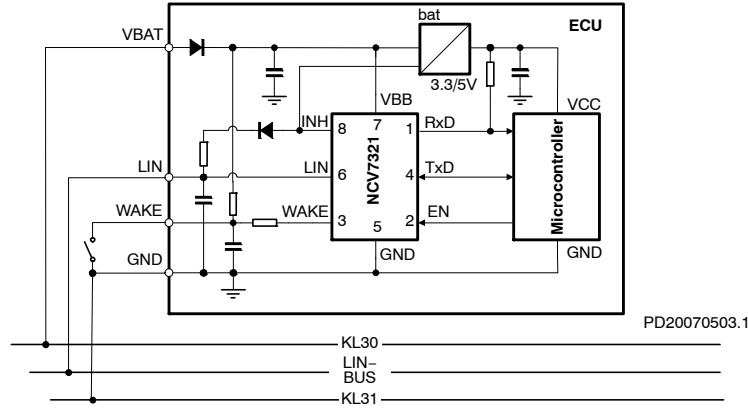 bat
ECU
VBAT
3.3/5V
VBB
VCC
INH 8 7 1 RxD
LIN LIN 6 NCV7321 4 TxD Microcontroller
WAKE WAKE 3 5 2 EN
GND GND GND
PD20070503.1
KL30
LIN−
BUS
KL31